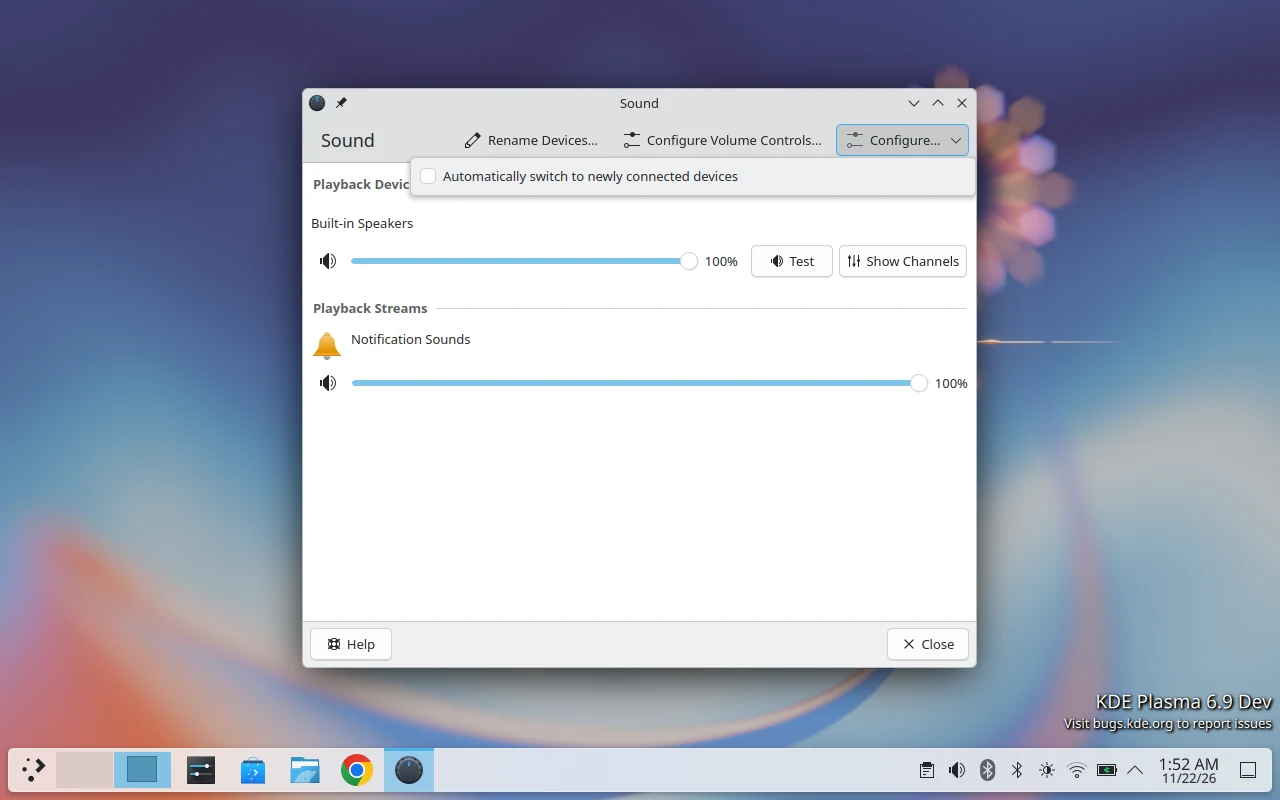 Sound
Sound
Rename Devices...
Configure Volume Controls...
Configure...
Automatically switch to newly connected devices
Playback Devic
Built-in Speakers
100%
Test
Show Channels
Playback Streams
Notification Sounds
100%
Help
Close
KDE Plasma 6.9 Dev
Visit bugs.kde.org to report issues
1:52 AM
11/22/26